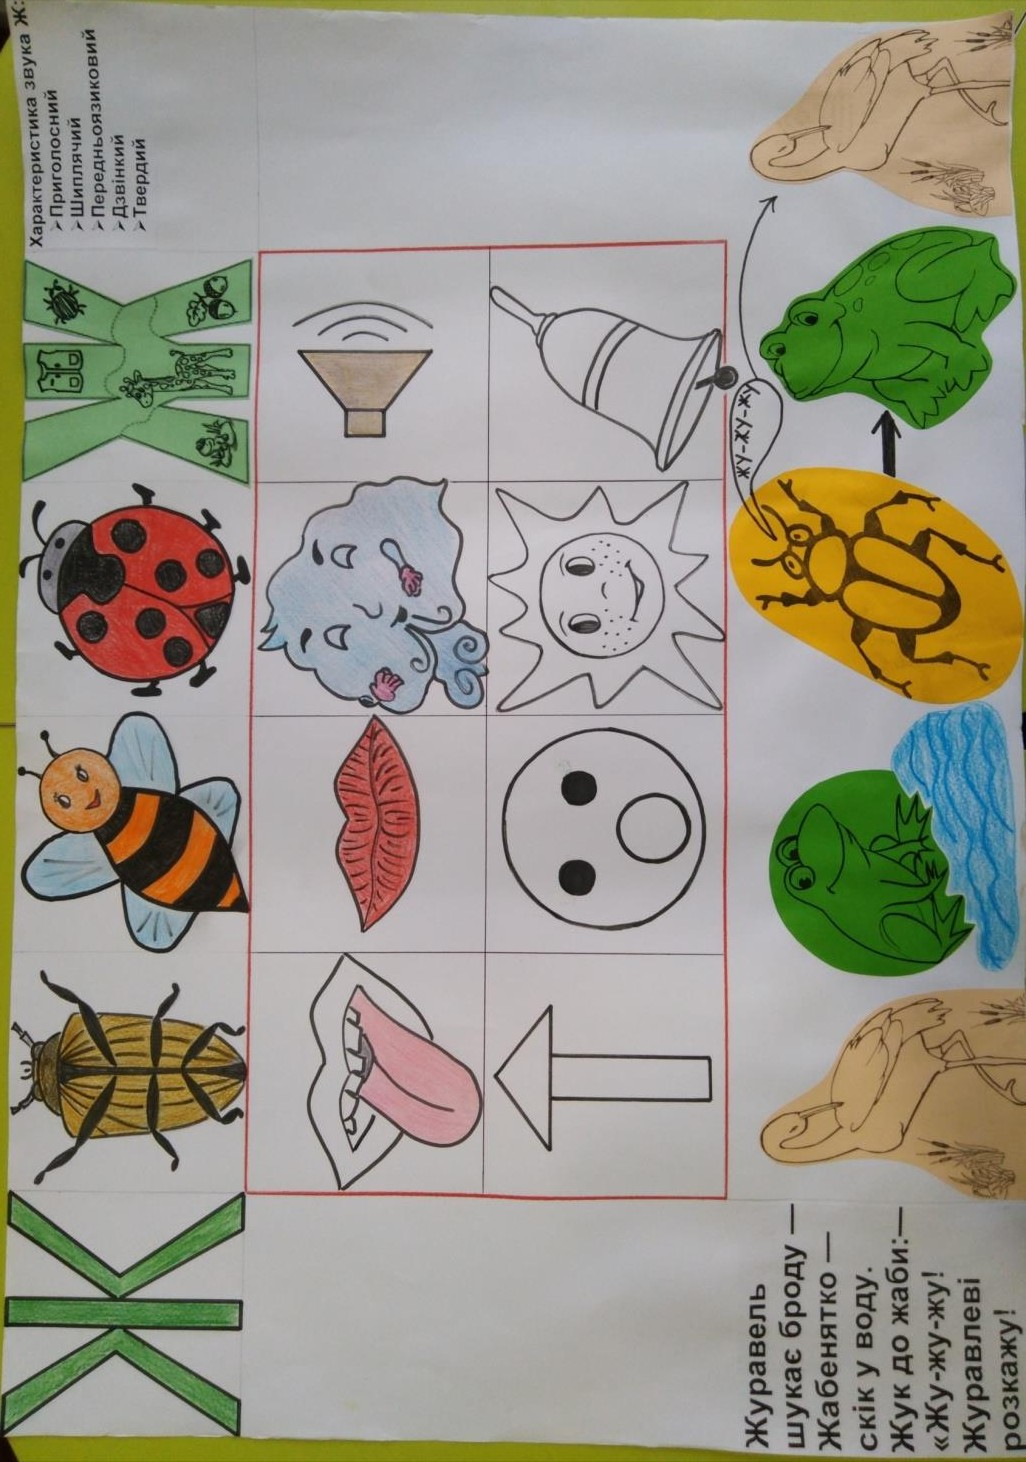 Ж
Характеристика звука Ж:
➢ Приголосний
➢ Шиплячий
➢ Передньоязиковий
➢ Дзвінкий
➢ Твердий
Журавель
шукає броду —
Жабенятко —
скік у воду.
Жук до жаби:—
«Жу-жу-жу!
Журавлеві
розкажу!
жу-жу-жу